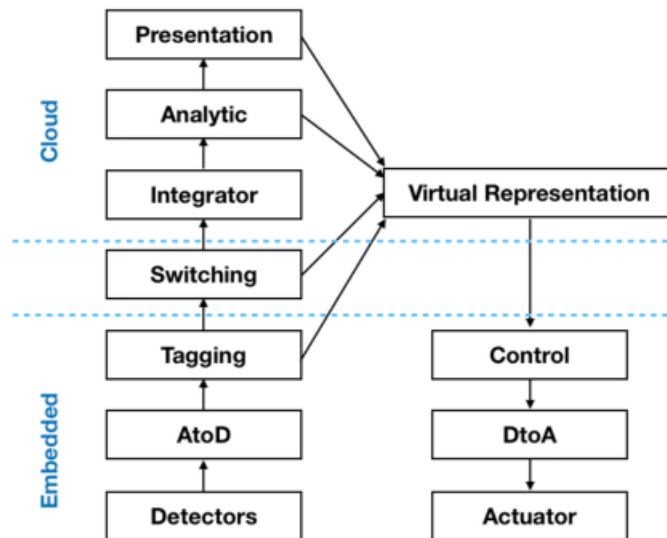 Presentation
Cloud
Analytic
Integrator
Virtual Representation
Switching
Tagging
Control
Embedded
AtoD
DtoA
Detectors
Actuator